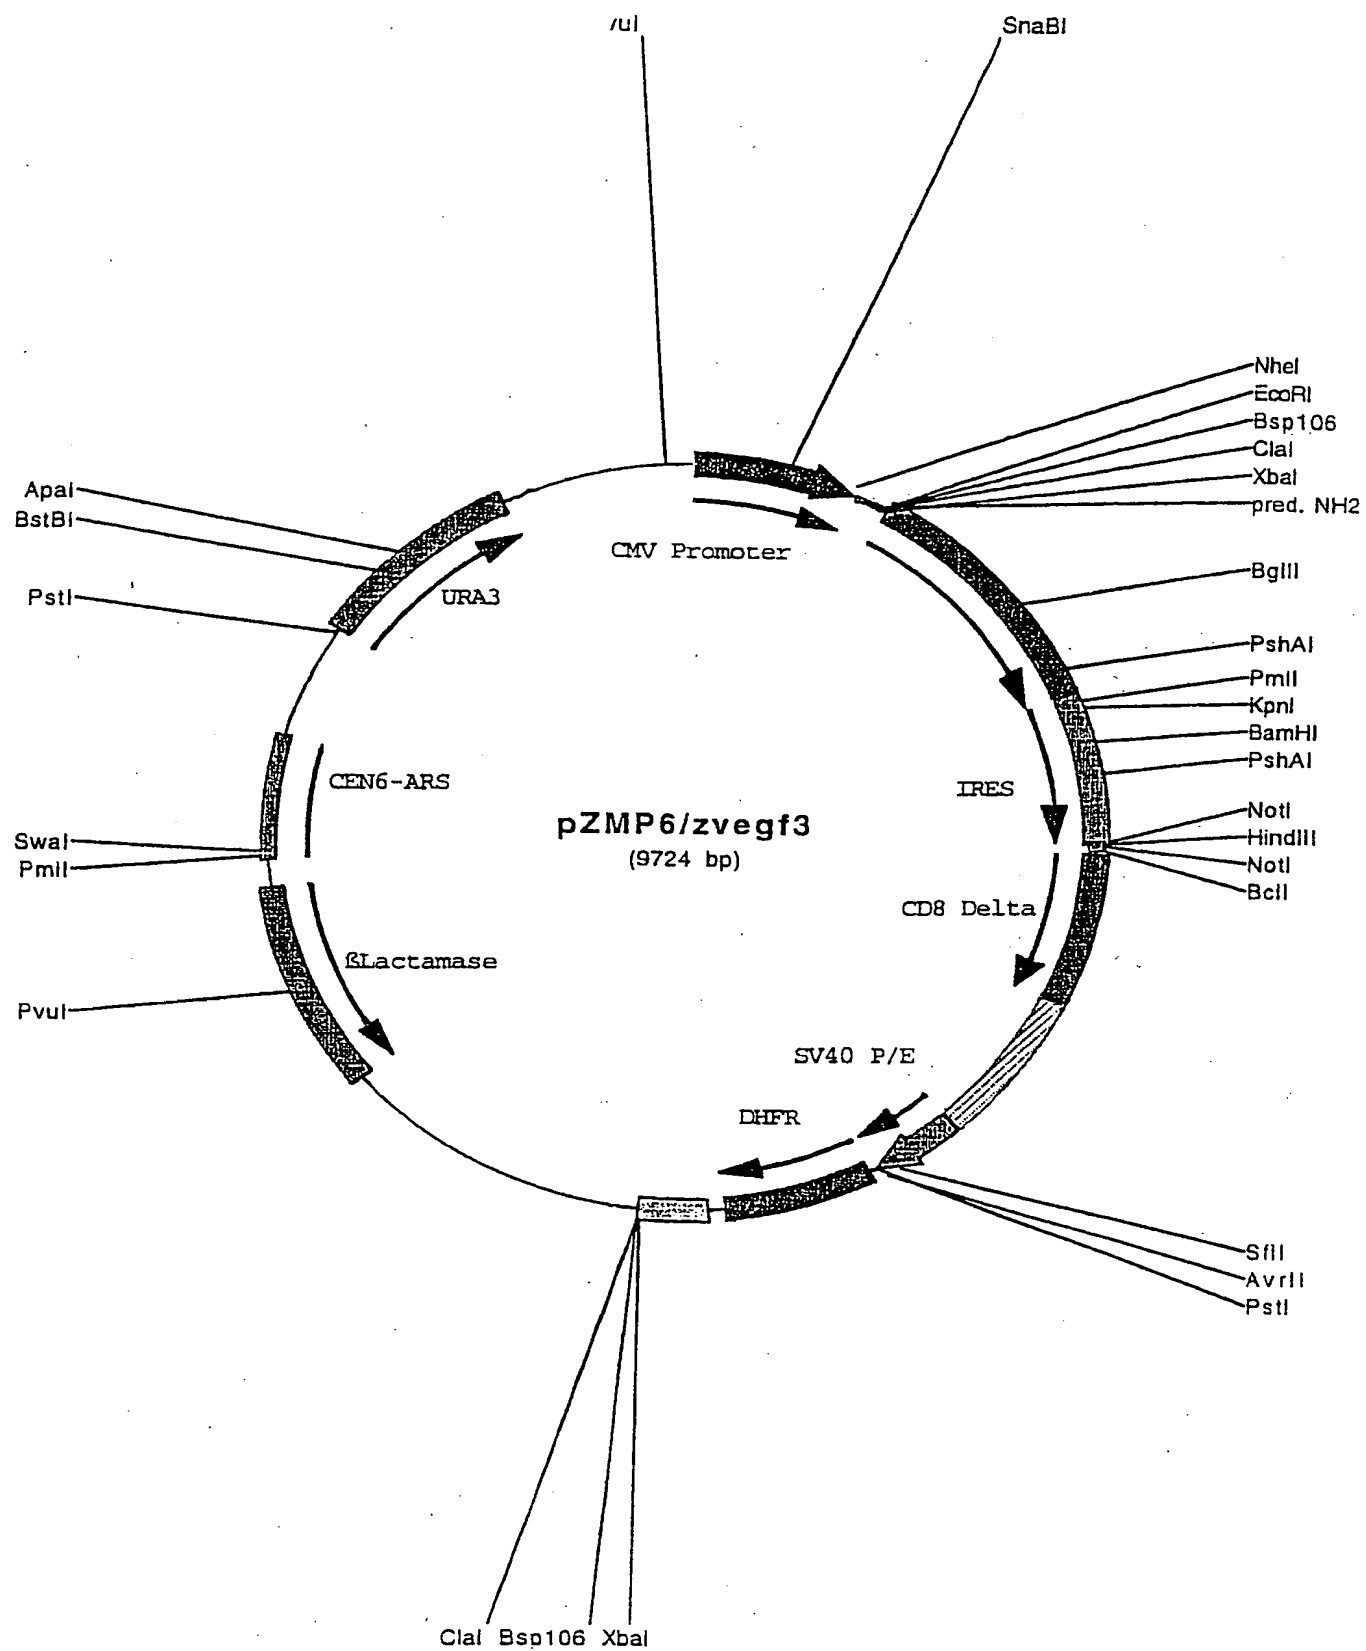 SnaBI
NheI
EcoRI
Bsp106
ClaI
XbaI
pred. NH2
ApaI
BstBI
PstI
CMV Promoter
URA3
BglII
PshAI
PmlI
KpnI
BamHI
PshAI
CEN6-ARS
IRES
pZMP6/zvegf3
(9724 bp)
NotI
HindIII
NotI
BclI
SwaI
PmlI
CD8 Delta
ßLactamase
PvuI
SV40 P/E
DHFR
SfiI
AvrII
PstI
ClaI Bsp106 XbaI